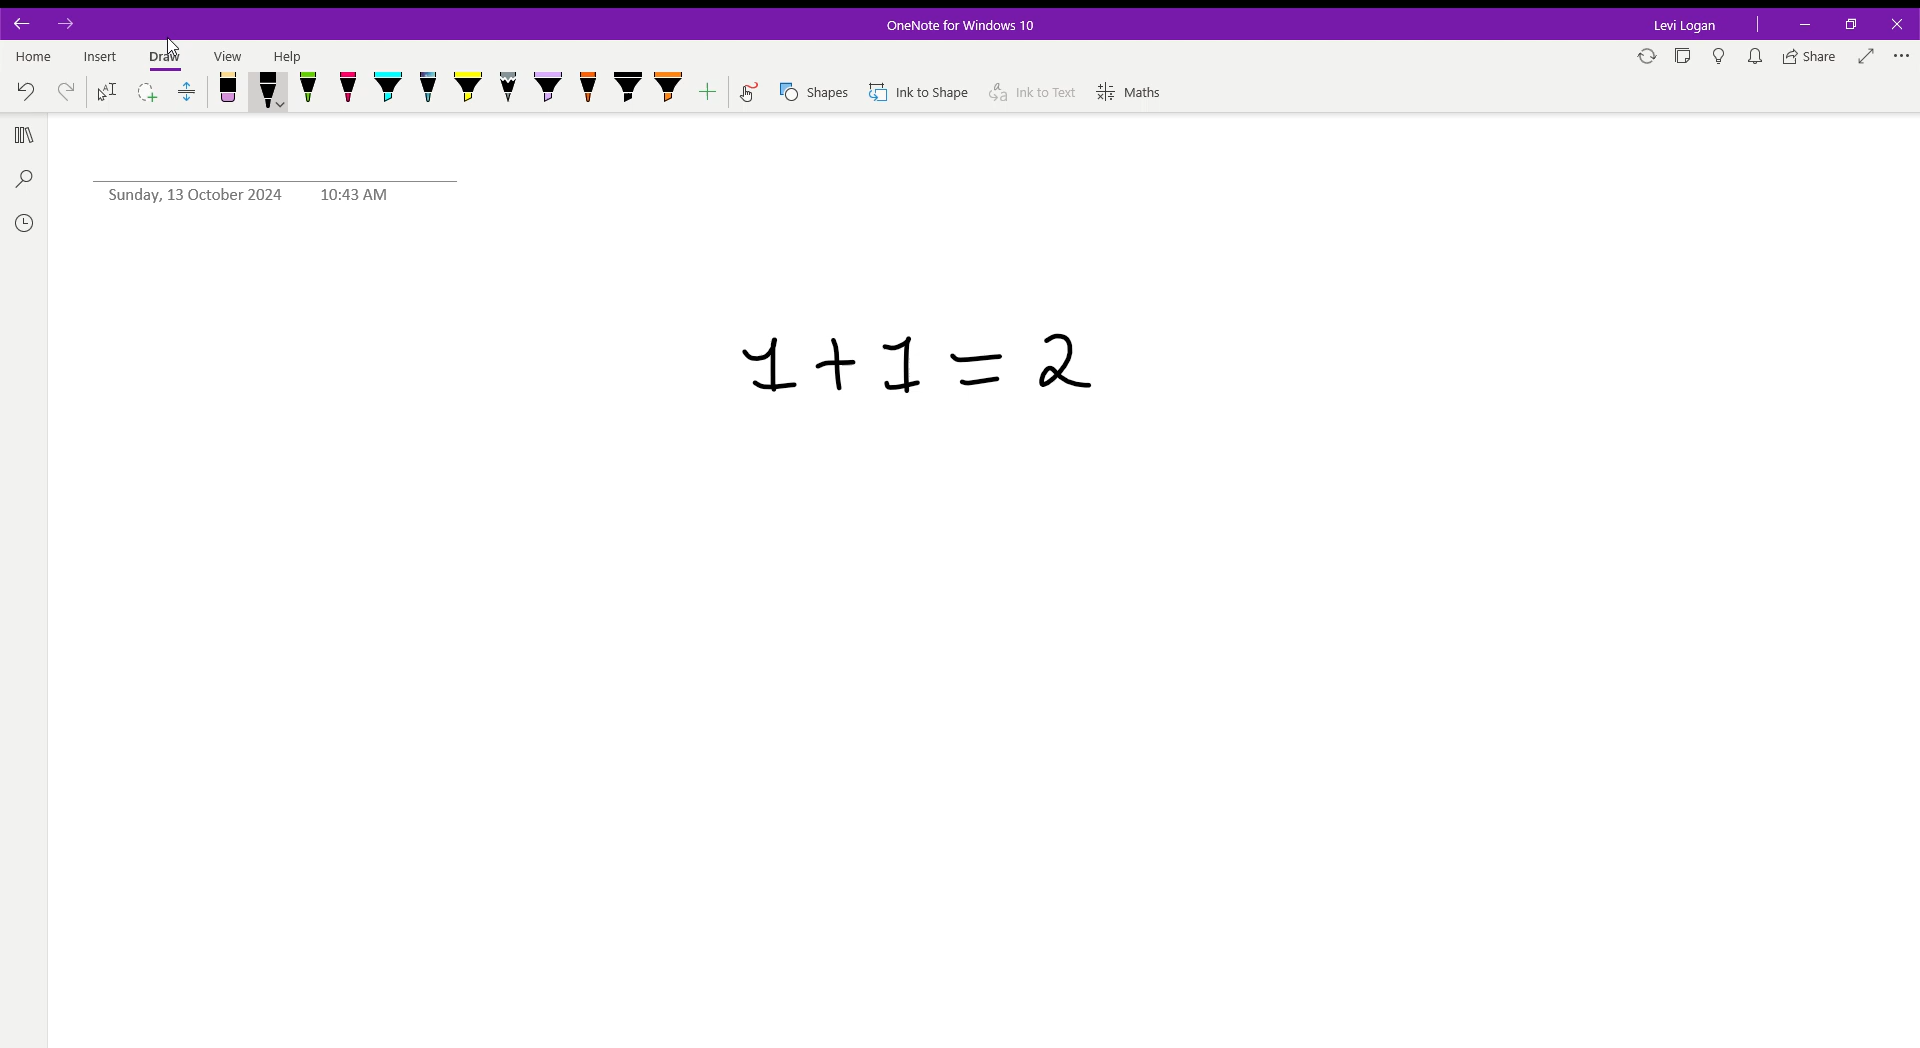 OneNote for Windows 10 Levi Logan
Home Insert Draw View Help Share
Shapes Ink to Shape Ink to Text Maths
Sunday, 13 October 2024 10:43 AM
1 + 1 = 2